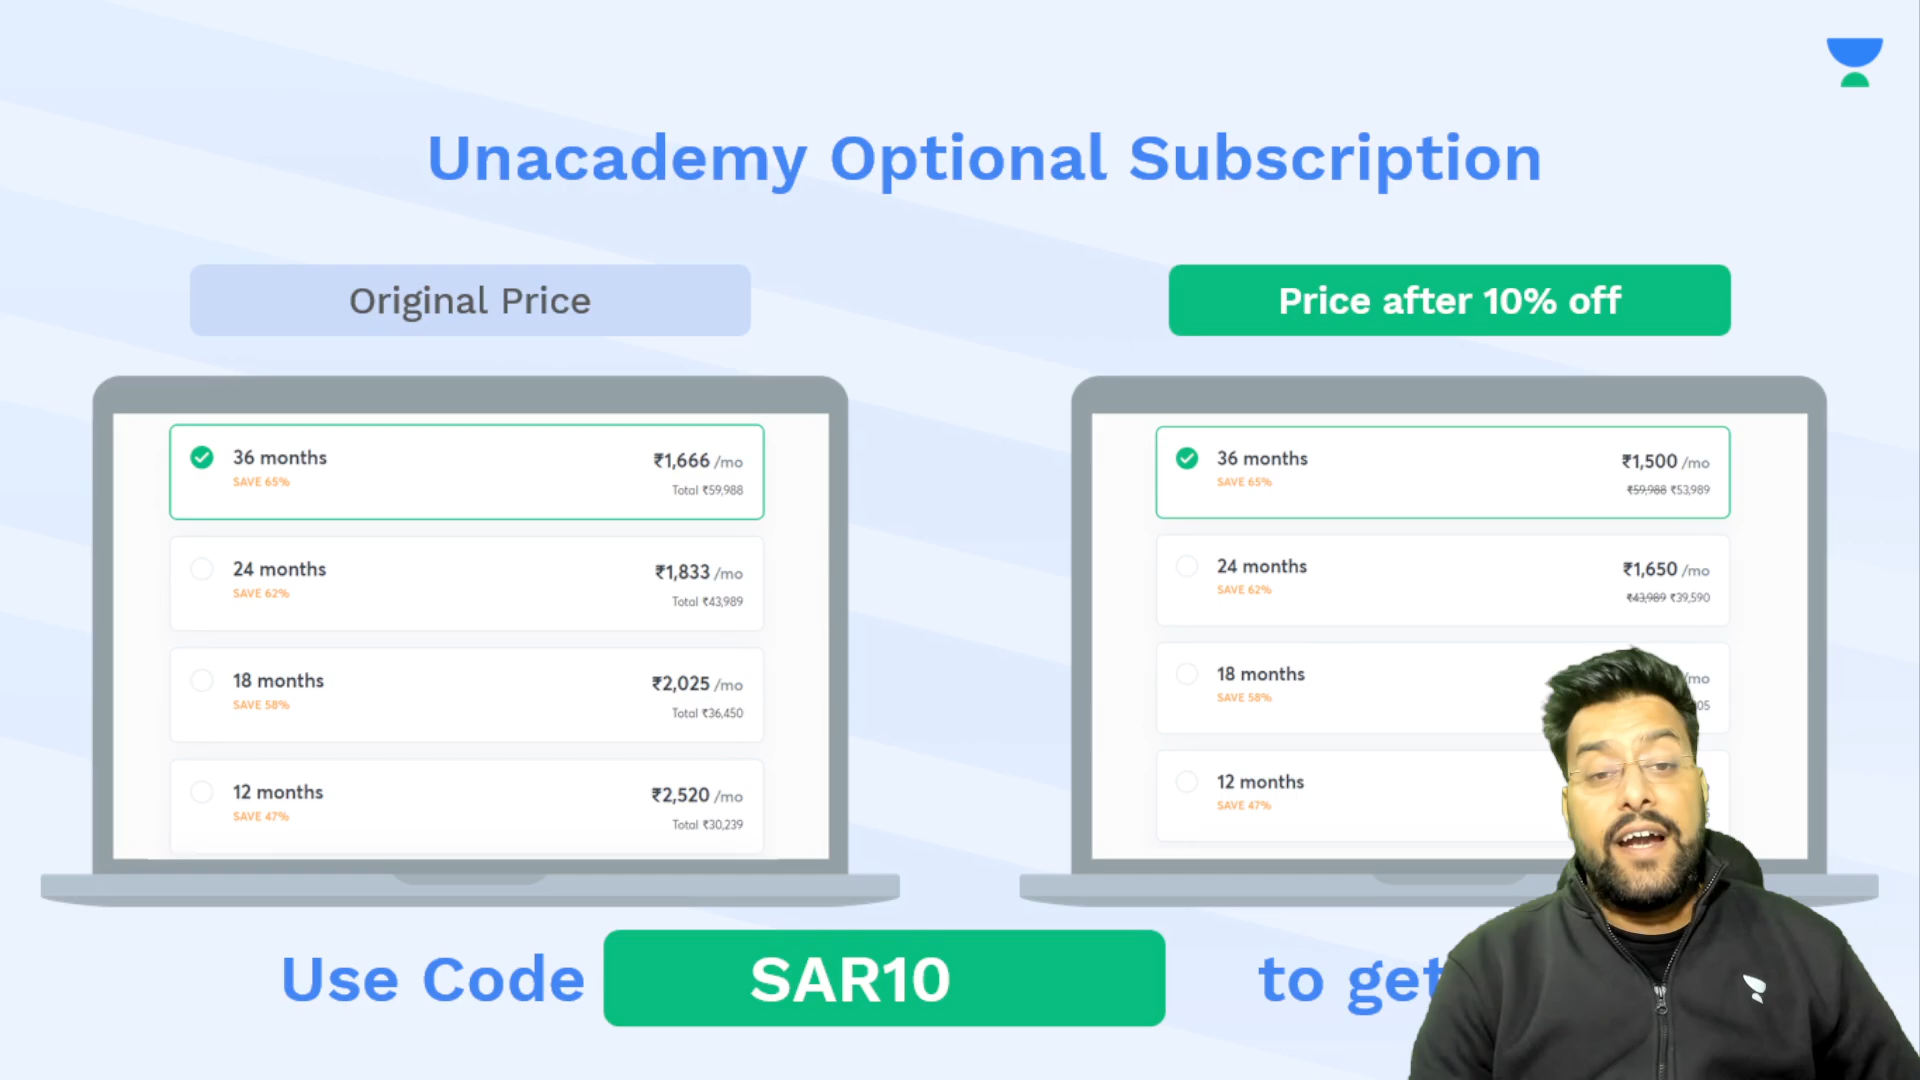 Unacademy Optional Subscription
Original Price
36 months
₹1,666 /mo
SAVE 65%
Total ₹59,988
24 months
₹1,833 /mo
SAVE 62%
Total ₹43,989
18 months
₹2,025 /mo
SAVE 58%
Total ₹36,450
12 months
₹2,520 /mo
SAVE 47%
Total ₹30,239
Price after 10% off
36 months
₹1,500 /mo
SAVE 65%
₹59,988 ₹53,989
24 months
₹1,650 /mo
SAVE 62%
₹43,989 ₹39,590
18 months
/mo
SAVE 58%
12 months
SAVE 47%
Use Code SAR10 to get